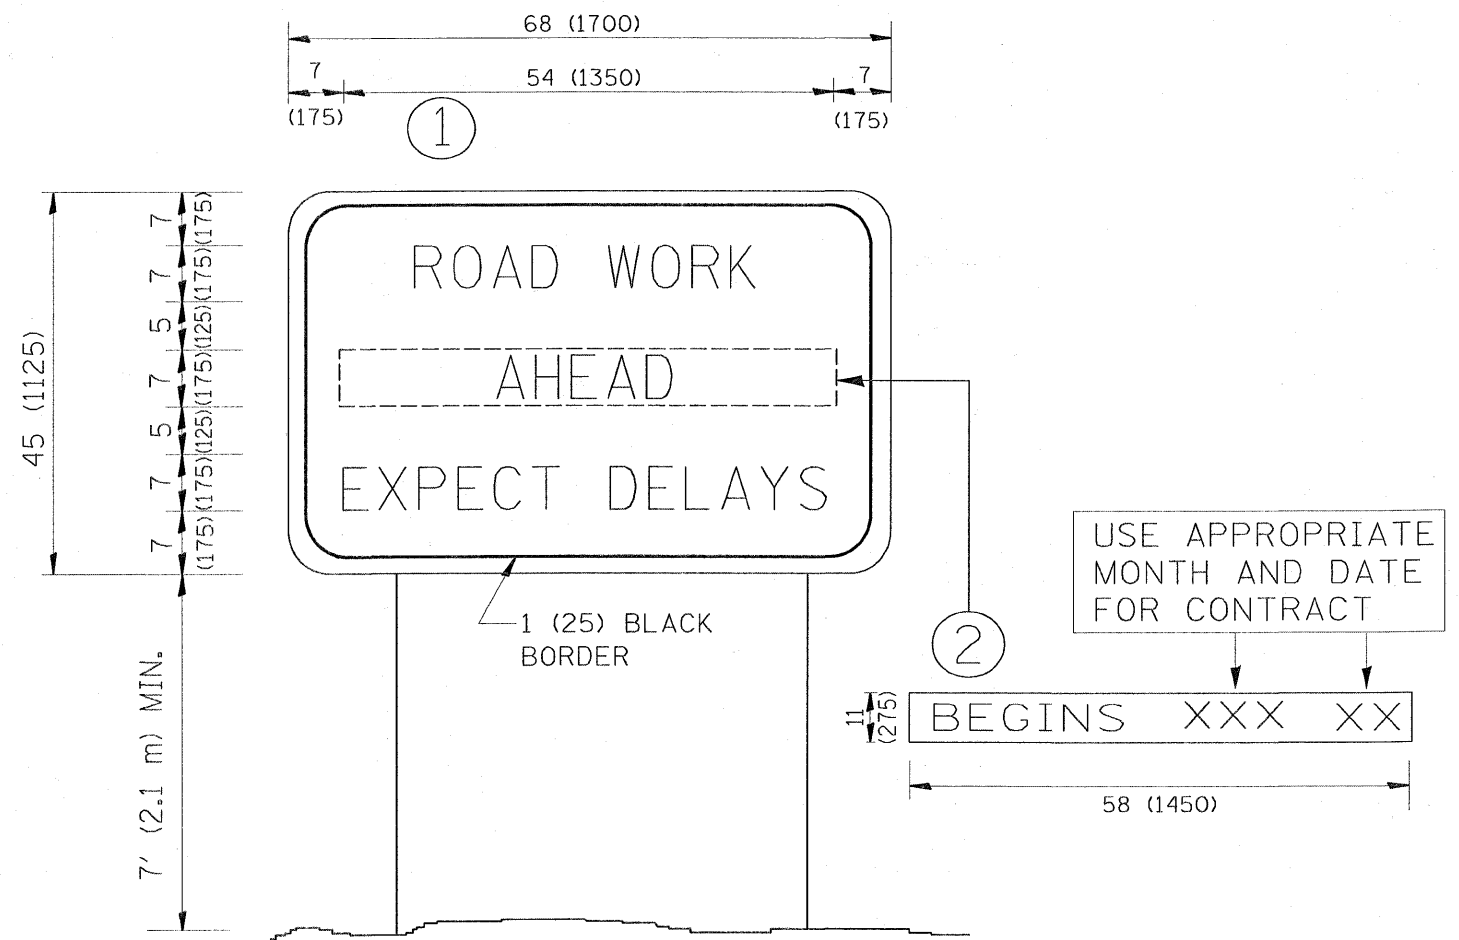 68 (1700)
7 54 (1350) 7
(175) (175)
1
45 (1125)
7 (175)
7 (175)
5 (125)
7 (175)
5 (125)
7 (175)
7 (175)
7' (2.1 m) MIN.
ROAD WORK
AHEAD
EXPECT DELAYS
1 (25) BLACK
BORDER
2
USE APPROPRIATE
MONTH AND DATE
FOR CONTRACT
11
(275)
BEGINS XXX XX
58 (1450)